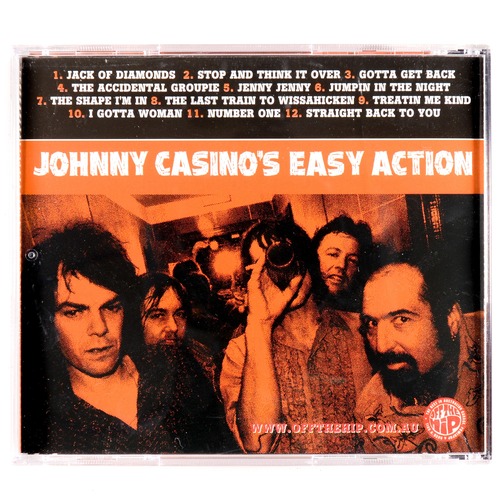 1. JACK OF DIAMONDS 2. STOP AND THINK IT OVER 3. GOTTA GET BACK
4. THE ACCIDENTAL GROUPIE 5. JENNY JENNY 6. JUMPIN IN THE NIGHT
7. THE SHAPE I'M IN 8. THE LAST TRAIN TO WISSAHICKEN 9. TREATIN ME KIND
10. I GOTTA WOMAN 11. NUMBER ONE 12. STRAIGHT BACK TO YOU
JOHNNY CASINO'S EASY ACTION
OFF THE
HIP
WWW.OFFTHEHIP.COM.AU